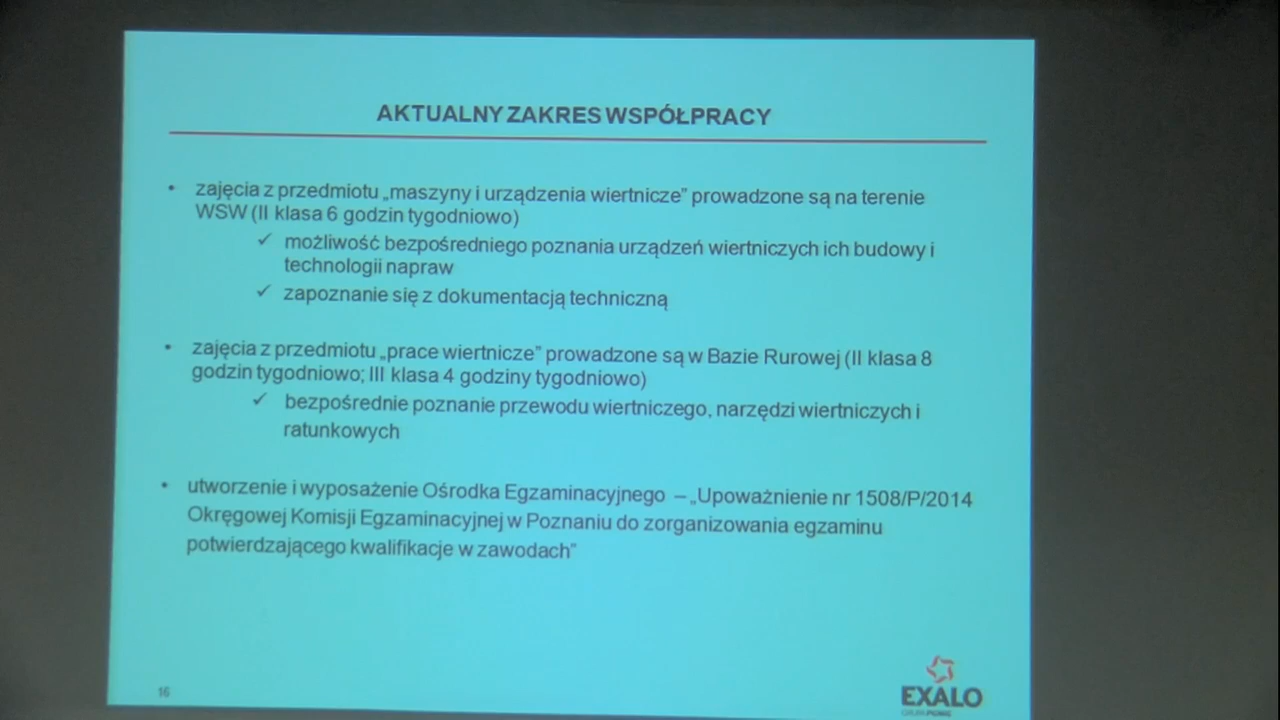 AKTUALNY ZAKRES WSPÓŁPRACY
• zajęcia z przedmiotu „maszyny i urządzenia wiertnicze” prowadzone są na terenie
WSW (II klasa 6 godzin tygodniowo)
✓ możliwość bezpośredniego poznania urządzeń wiertniczych ich budowy i
technologii napraw
✓ zapoznanie się z dokumentacją techniczną
• zajęcia z przedmiotu „prace wiertnicze” prowadzone są w Bazie Rurowej (II klasa 8
godzin tygodniowo; III klasa 4 godziny tygodniowo)
✓ bezpośrednie poznanie przewodu wiertniczego, narzędzi wiertniczych i
ratunkowych
• utworzenie i wyposażenie Ośrodka Egzaminacyjnego – „Upoważnienie nr 1508/P/2014
Okręgowej Komisji Egzaminacyjnej w Poznaniu do zorganizowania egzaminu
potwierdzającego kwalifikacje w zawodach”
16
EXALO